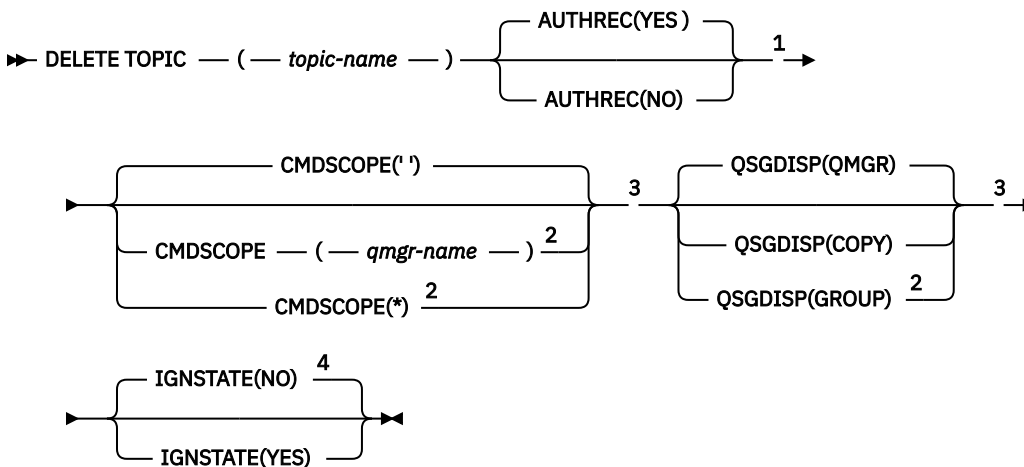 AUTHREC(YES )
DELETE TOPIC ( topic-name ) 1
AUTHREC(NO)
CMDSCOPE(' ') QSGDISP(QMGR)
3 3
CMDSCOPE ( qmgr-name ) 2 QSGDISP(COPY)
CMDSCOPE(*) 2 QSGDISP(GROUP) 2
IGNSTATE(NO) 4
IGNSTATE(YES)